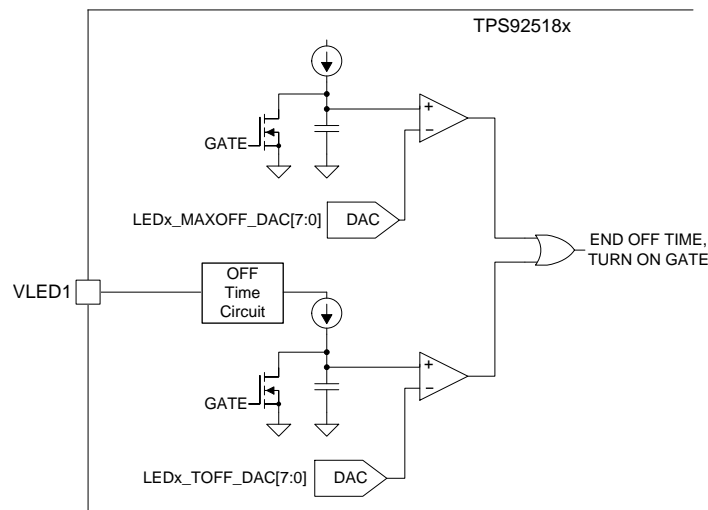 TPS92518x
+
−
GATE
LEDx_MAXOFF_DAC[7:0]
DAC
END OFF TIME,
TURN ON GATE
VLED1
OFF
Time
Circuit
+
−
GATE
LEDx_TOFF_DAC[7:0]
DAC